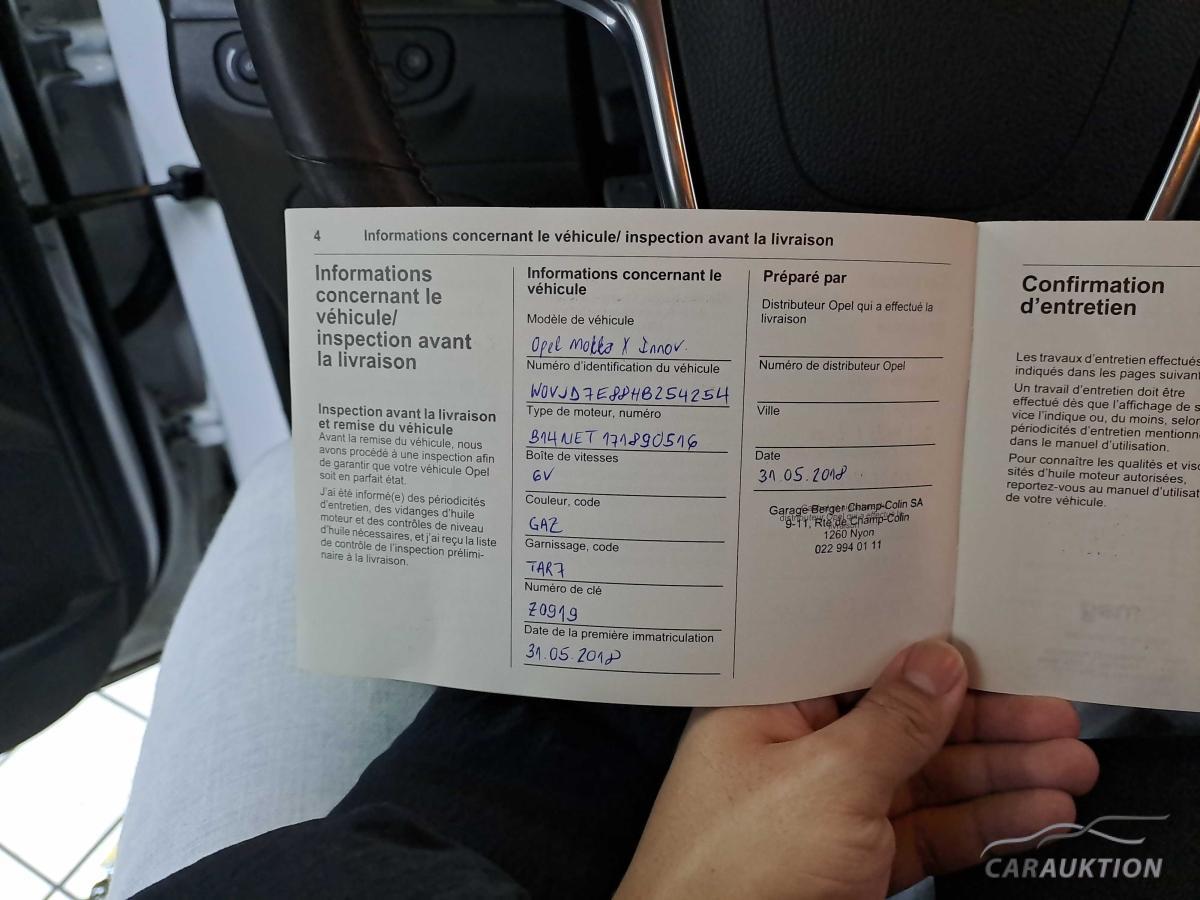 4 Informations concernant le véhicule/ inspection avant la livraison
Informations
concernant le
véhicule/
inspection avant
la livraison
Inspection avant la livraison
et remise du véhicule
Avant la remise du véhicule, nous
avons procédé à une inspection afin
de garantir que votre véhicule Opel
soit en parfait état.
J'ai été informé(e) des périodicités
d'entretien, des vidanges d'huile
moteur et des contrôles de niveau
d'huile nécessaires, et j'ai reçu la liste
de contrôle de l'inspection prélimi-
naire à la livraison.
Informations concernant le
véhicule
Modèle de véhicule
Opel Mokka X Innov.
Numéro d'identification du véhicule
W0VJD7E88HB254254
Type de moteur, numéro
B14NET 171890516
Boîte de vitesses
6V
Couleur, code
GAZ
Garnissage, code
TAR7
Numéro de clé
Z0919
Date de la première immatriculation
31.05.2018
Préparé par
Distributeur Opel qui a effectué la
livraison
Numéro de distributeur Opel
Ville
Date
31.05.2018
Garage Berger Champ-Colin SA
9-11, Rte de Champ-Colin
1260 Nyon
022 994 01 11
Confirmation
d'entretien
Les travaux d'entretien effectués
indiqués dans les pages
Un travail d'entretien doit être
effectué dès que l'affichage de
vice l'indique ou, du moins,
périodicités d'entretien
dans le manuel d'utilisation.
Pour connaître les qualités et
sités d'huile moteur autorisées,
reportez-vous au manuel
de votre véhicule.
CARAUKTION